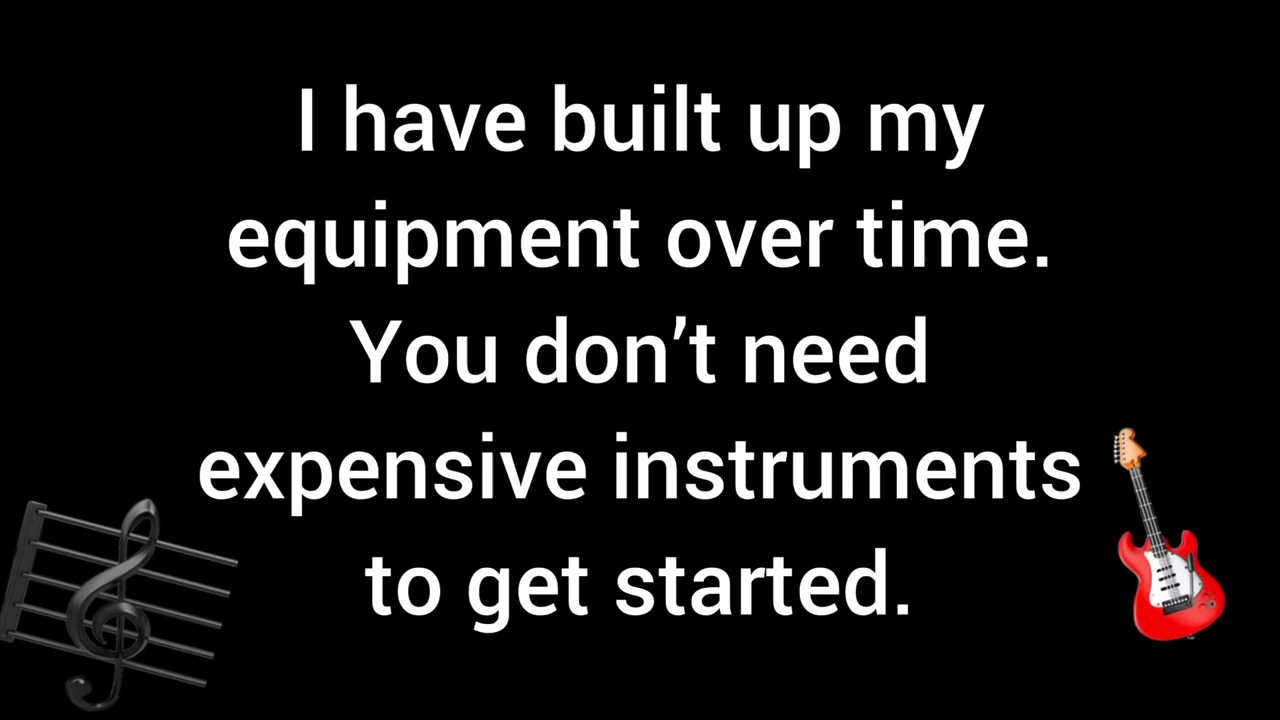 I have built up my
equipment over time.
You don’t need
expensive instruments
to get started.